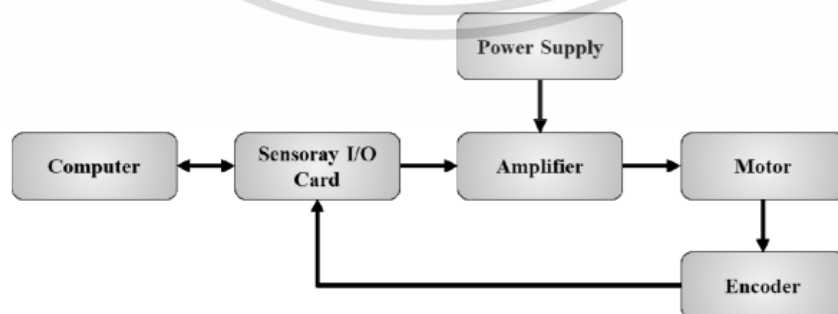 Power Supply
Computer
Sensoray I/O
Card
Amplifier
Motor
Encoder